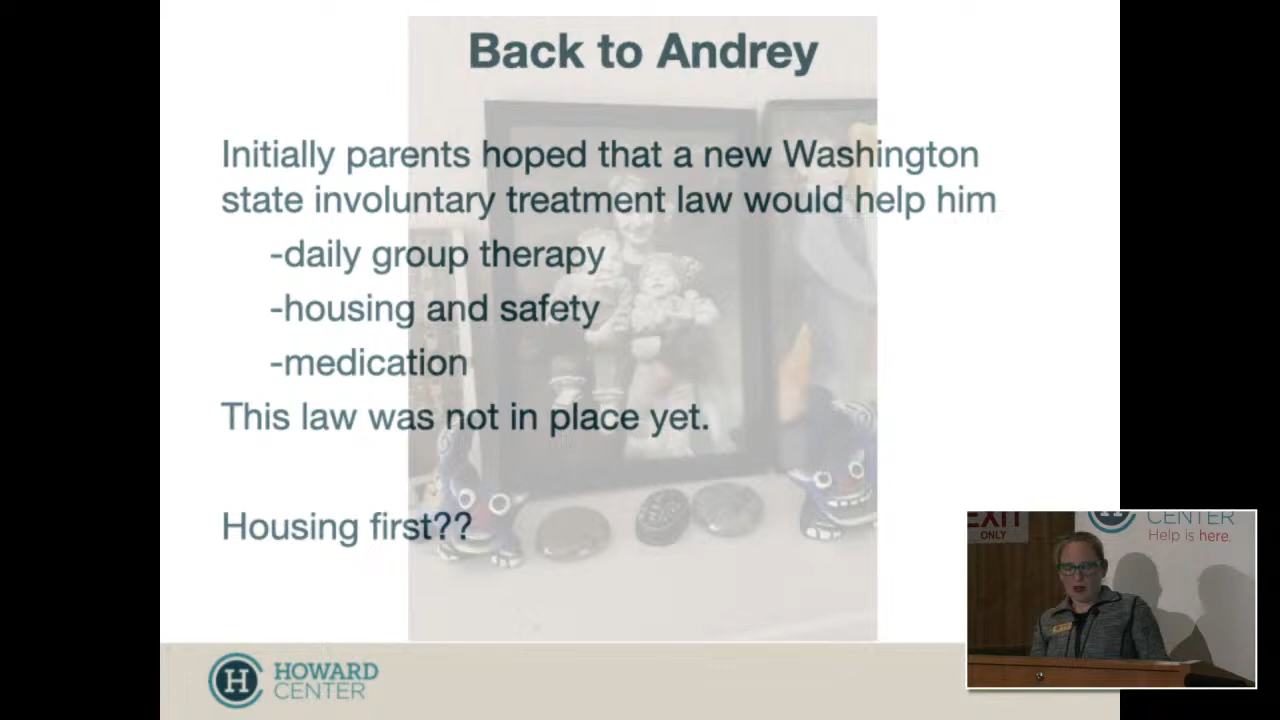 Back to Andrey
Initially parents hoped that a new Washington
state involuntary treatment law would help him
-daily group therapy
-housing and safety
-medication
This law was not in place yet.
Housing first??
H HOWARD
CENTER
EXIT
ONLY
H
CENTER
Help is here.